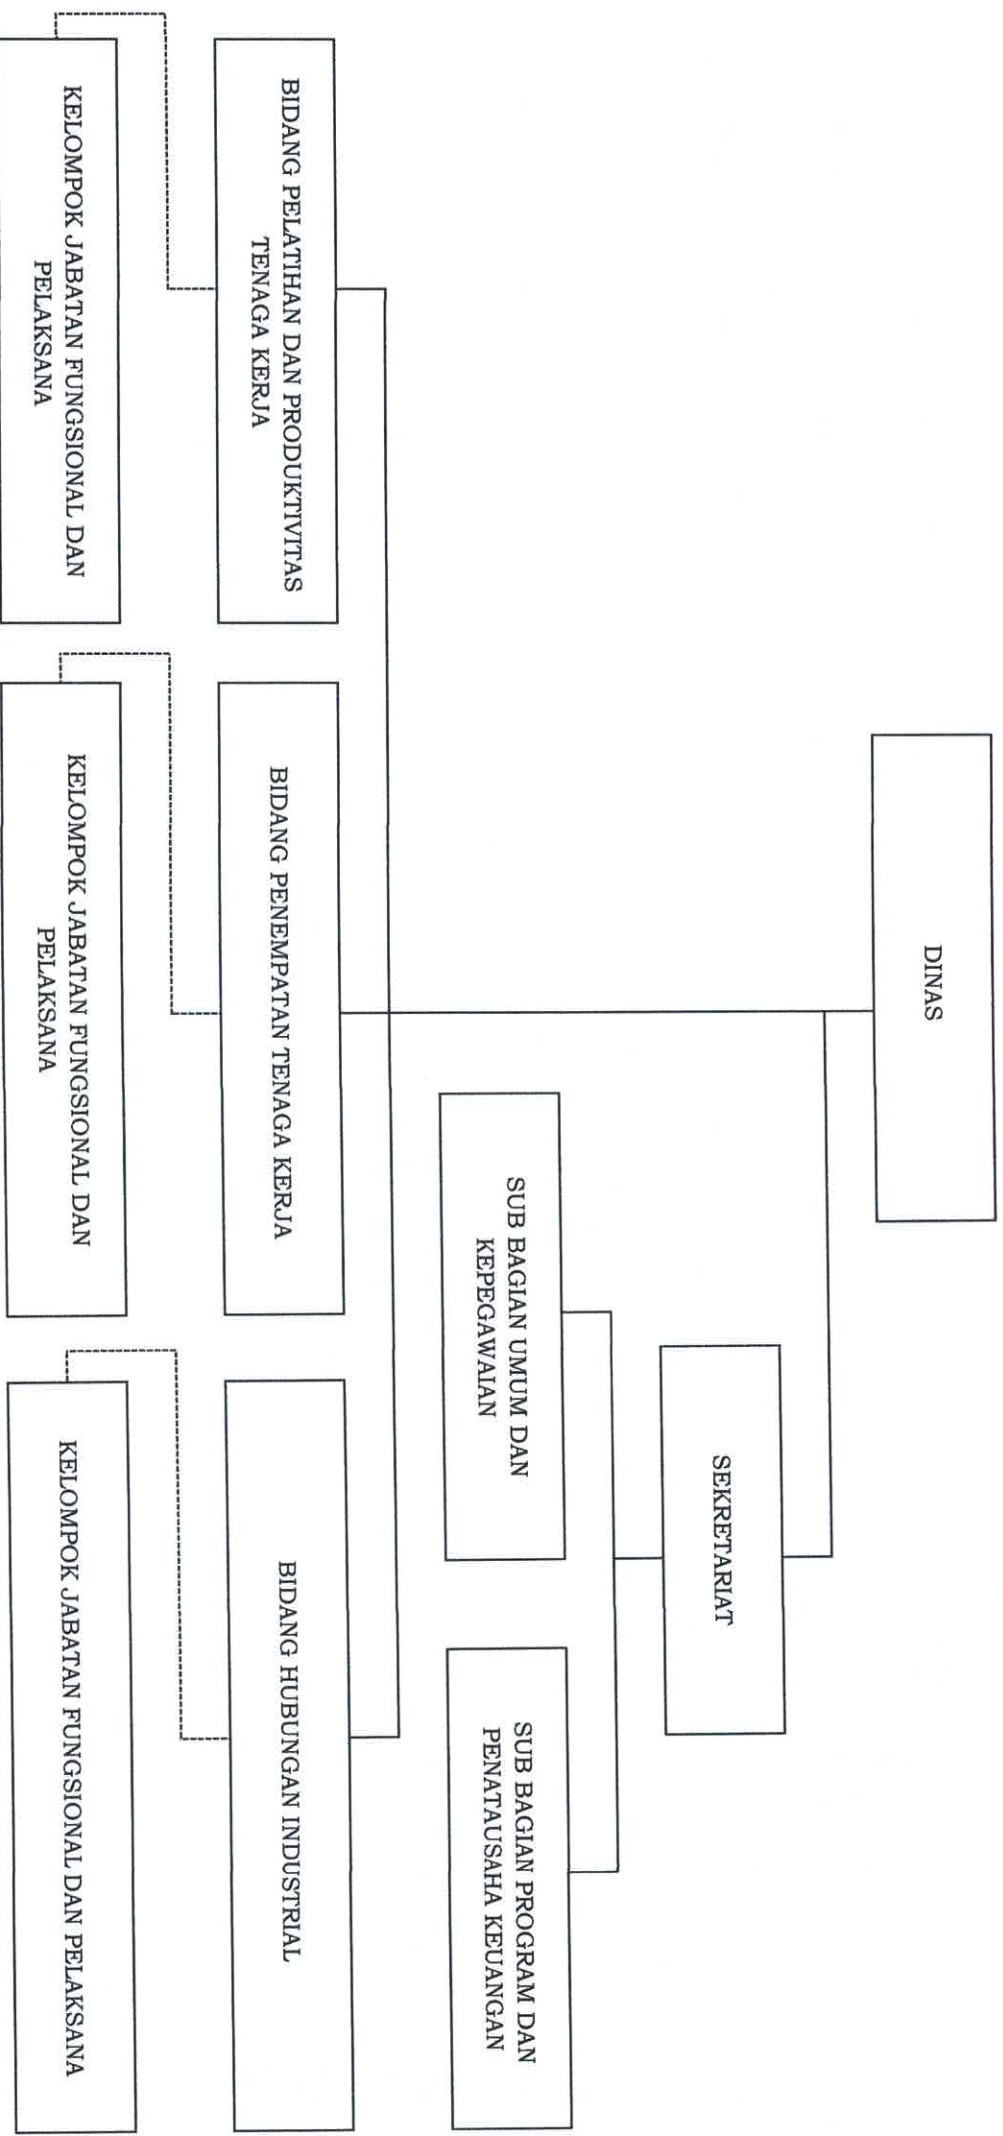 DINAS
SEKRETARIAT
SUB BAGIAN UMUM DAN
KEPEGAWAIAN
SUB BAGIAN PROGRAM DAN
PENATAUSAHA KEUANGAN
BIDANG PELATIHAN DAN PRODUKTIVITAS
TENAGA KERJA
BIDANG PENEMPATAN TENAGA KERJA
BIDANG HUBUNGAN INDUSTRIAL
KELOMPOK JABATAN FUNGSIONAL DAN
PELAKSANA
KELOMPOK JABATAN FUNGSIONAL DAN
PELAKSANA
KELOMPOK JABATAN FUNGSIONAL DAN PELAKSANA